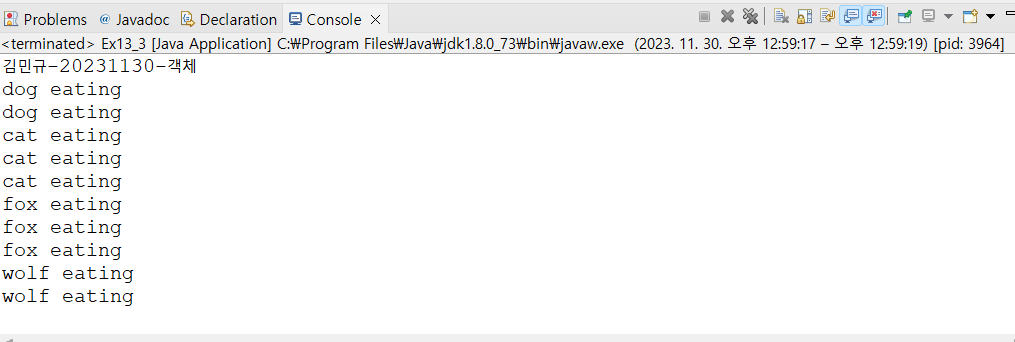 Problems @ Javadoc Declaration Console
<terminated> Ex13_3 [Java Application] C:₩Program Files₩Java₩jdk1.8.0_73₩bin₩javaw.exe (2023. 11. 30. 오후 12:59:17 – 오후 12:59:19) [pid: 3964]
김민규-20231130-객체
dog eating
dog eating
cat eating
cat eating
cat eating
fox eating
fox eating
fox eating
wolf eating
wolf eating